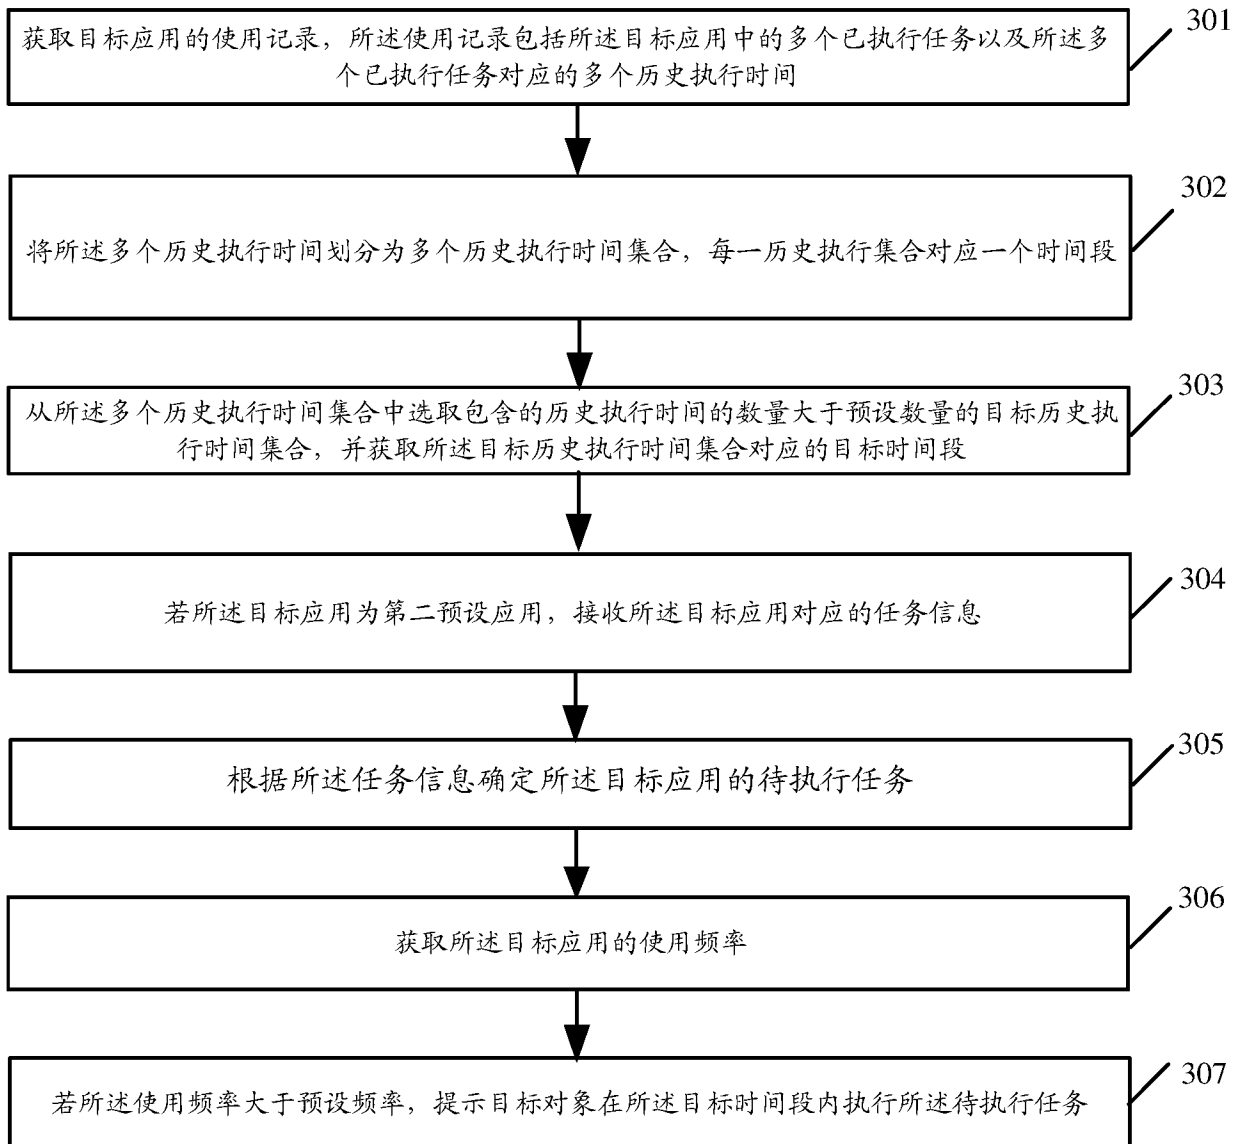 获取目标应用的使用记录，所述使用记录包括所述目标应用中的多个已执行任务以及所述多
个已执行任务对应的多个历史执行时间
301
将所述多个历史执行时间划分为多个历史执行时间集合，每一历史执行集合对应一个时间段
302
从所述多个历史执行时间集合中选取包含的历史执行时间的数量大于预设数量的目标历史执
行时间集合，并获取所述目标历史执行时间集合对应的目标时间段
303
若所述目标应用为第二预设应用，接收所述目标应用对应的任务信息
304
根据所述任务信息确定所述目标应用的待执行任务
305
获取所述目标应用的使用频率
306
若所述使用频率大于预设频率，提示目标对象在所述目标时间段内执行所述待执行任务
307